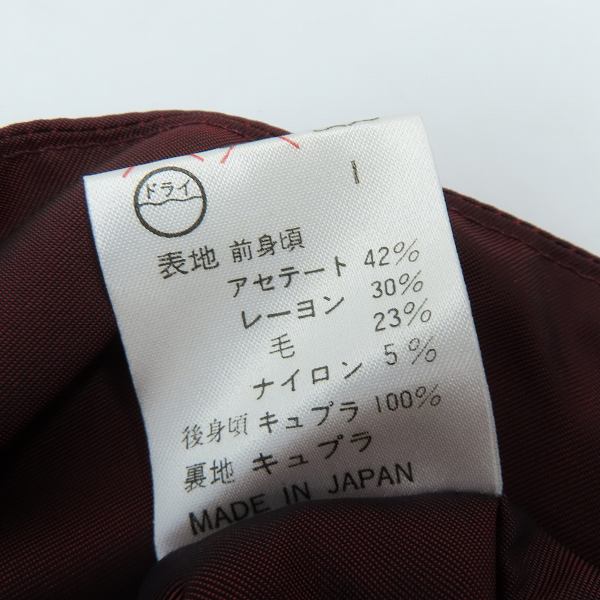 ドライ
I
表地 前身頃
アセテート 42%
レーヨン 30%
毛 23%
ナイロン 5%
後身頃 キュプラ 100%
裏地 キュプラ
MADE IN JAPAN